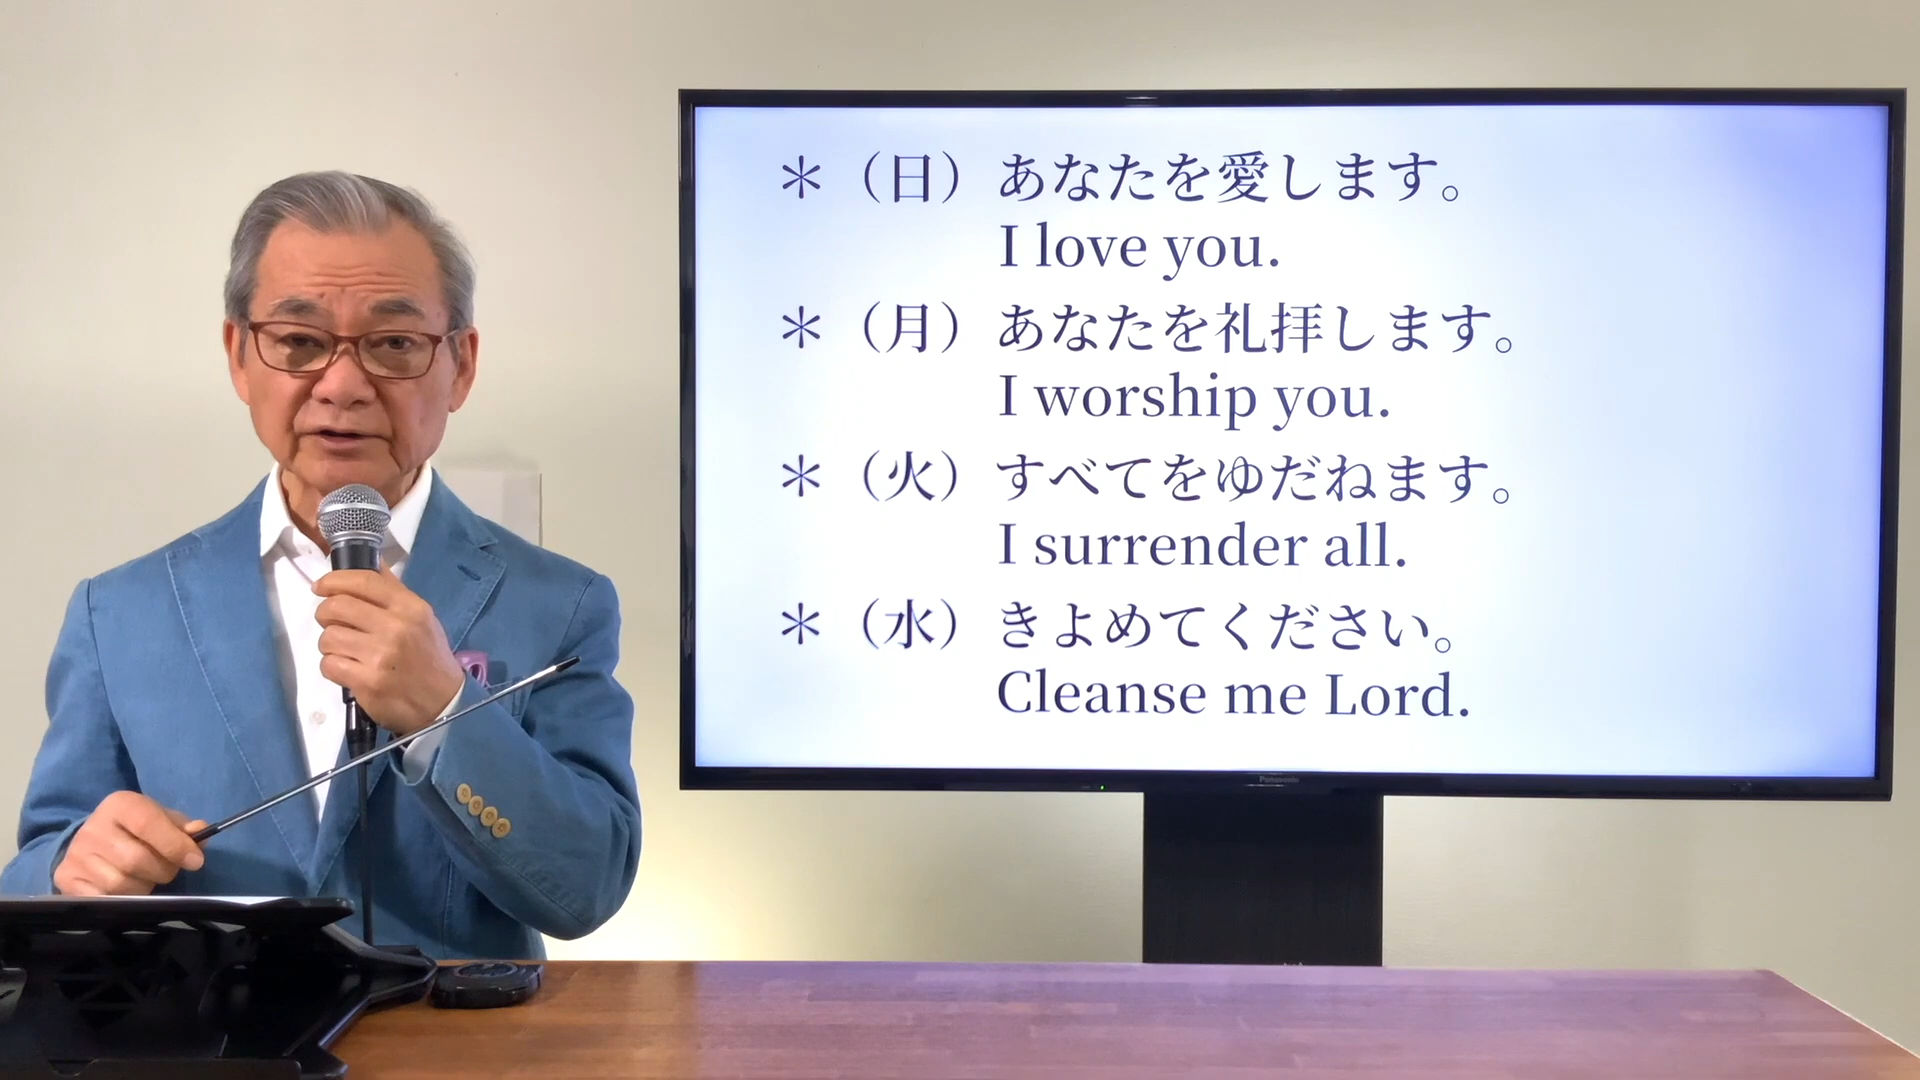 ＊（日）あなたを愛します。
I love you.
＊（月）あなたを礼拝します。
I worship you.
＊（火）すべてをゆだねます。
I surrender all.
＊（水）きよめてください。
Cleanse me Lord.
Panasonic